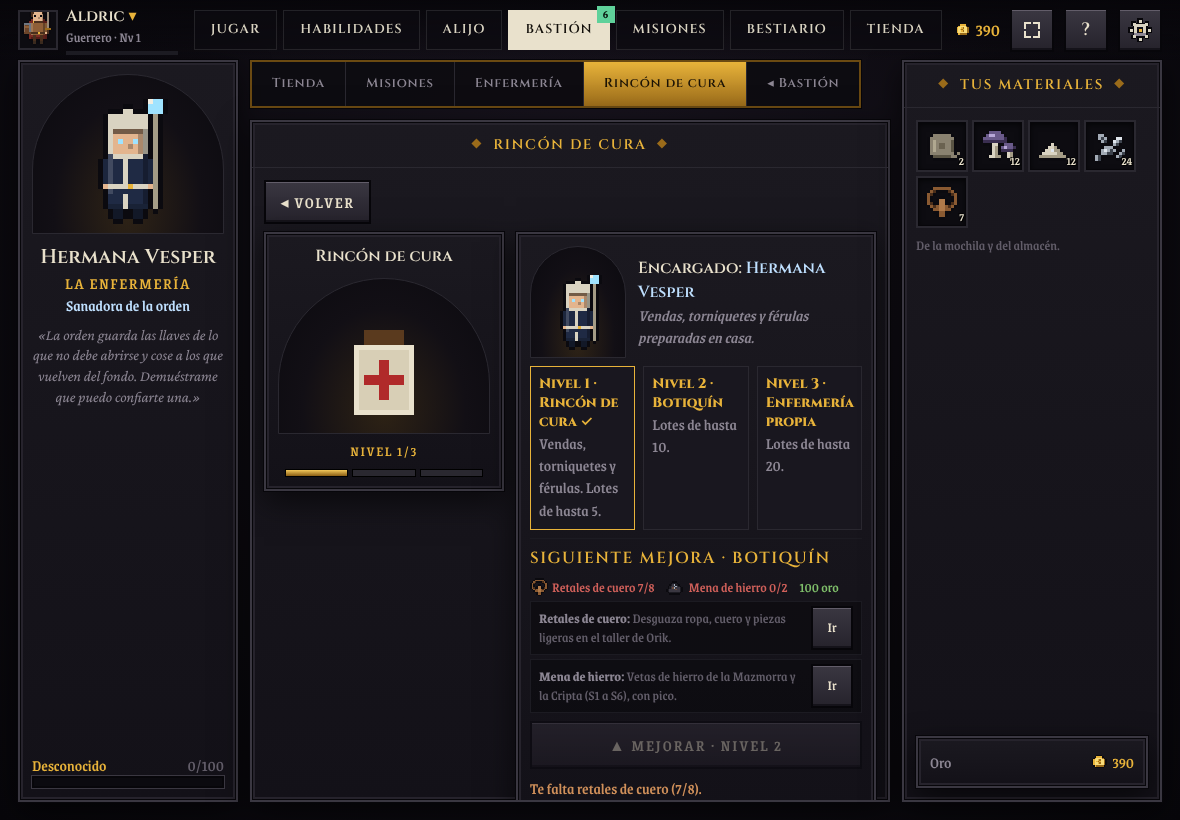 Aldric ▾
Guerrero · Nv 1
JUGAR
HABILIDADES
ALIJO
BASTIÓN
6
MISIONES
BESTIARIO
TIENDA
390
?
Tienda
Misiones
Enfermería
Rincón de cura
◂ Bastión
◆ TUS MATERIALES ◆
2
12
12
24
7
De la mochila y del almacén.
Oro
390
Hermana Vesper
LA ENFERMERÍA
Sanadora de la orden
«La orden guarda las llaves de lo
que no debe abrirse y cose a los que
vuelven del fondo. Demuéstrame
que puedo confiarte una.»
Desconocido 0/100
◆ RINCÓN DE CURA ◆
◂ VOLVER
Rincón de cura
NIVEL 1/3
Encargado: Hermana
Vesper
Vendas, torniquetes y férulas
preparadas en casa.
Nivel 1 ·
Rincón de
cura ✓
Vendas,
torniquetes y
férulas. Lotes
de hasta 5.
Nivel 2 ·
Botiquín
Lotes de hasta
10.
Nivel 3 ·
Enfermería
propia
Lotes de hasta
20.
SIGUIENTE MEJORA · BOTIQUÍN
Retales de cuero 7/8 Mena de hierro 0/2 100 oro
Retales de cuero: Desguaza ropa, cuero y piezas
ligeras en el taller de Orik.
Ir
Mena de hierro: Vetas de hierro de la Mazmorra y
la Cripta (S1 a S6), con pico.
Ir
▲ MEJORAR · NIVEL 2
Te falta retales de cuero (7/8).